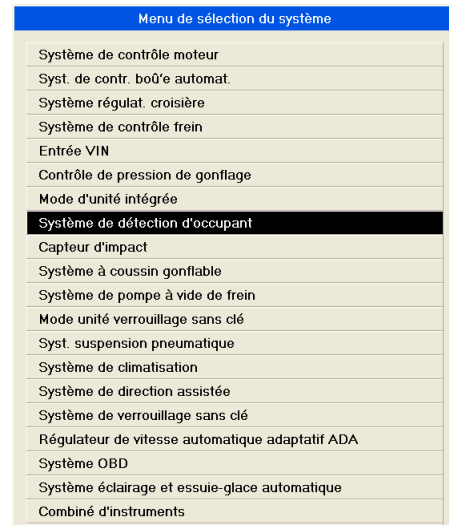 Menu de sélection du système
Système de contrôle moteur
Syst. de contr. boû'e automat.
Système régulat. croisière
Système de contrôle frein
Entrée VIN
Contrôle de pression de gonflage
Mode d'unité intégrée
Système de détection d'occupant
Capteur d'impact
Système à coussin gonflable
Système de pompe à vide de frein
Mode unité verrouillage sans clé
Syst. suspension pneumatique
Système de climatisation
Système de direction assistée
Système de verrouillage sans clé
Régulateur de vitesse automatique adaptatif ADA
Système OBD
Système éclairage et essuie-glace automatique
Combiné d'instruments